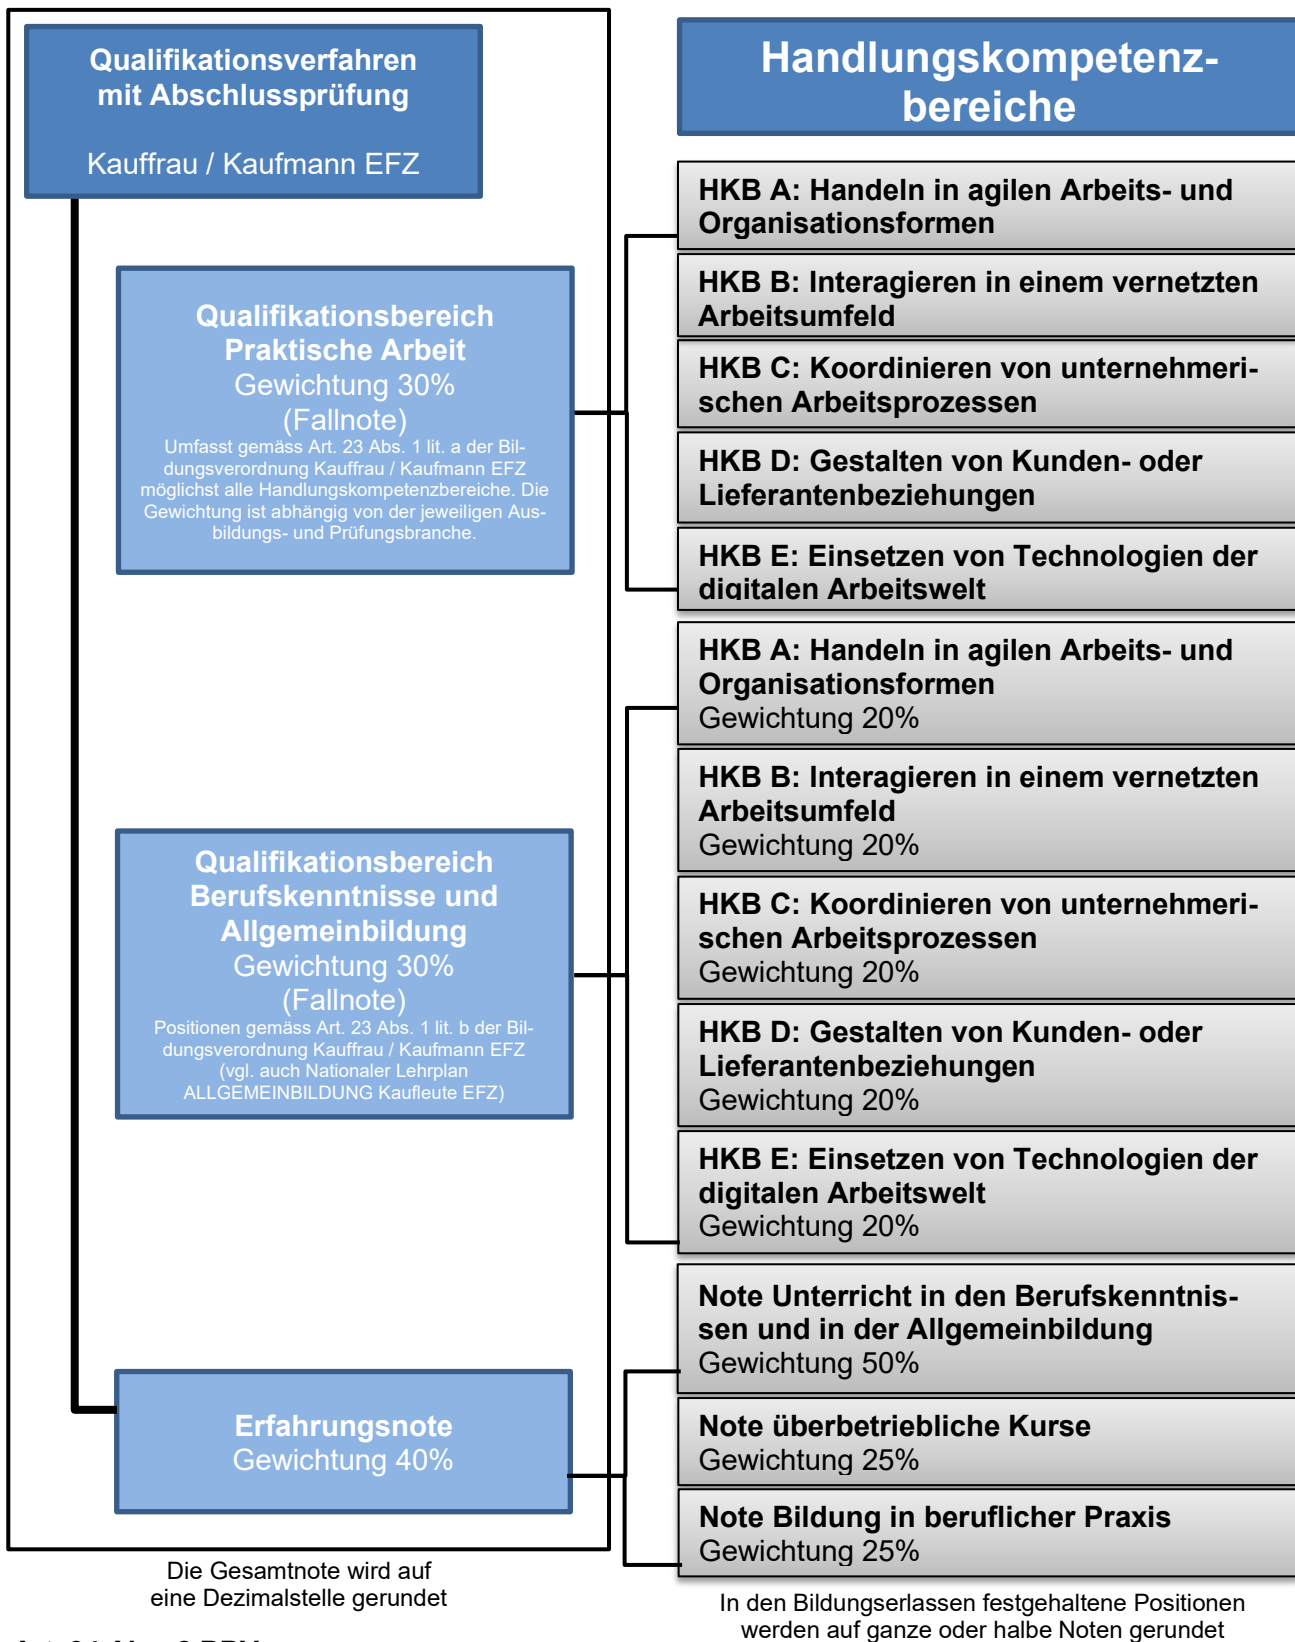 Qualifikationsverfahren
mit Abschlussprüfung
Kauffrau / Kaufmann EFZ
Handlungskompetenz-
bereiche
Qualifikationsbereich
Praktische Arbeit
Gewichtung 30%
(Fallnote)
Umfasst gemäss Art. 23 Abs. 1 lit. a der Bil-
dungsverordnung Kauffrau / Kaufmann EFZ
möglichst alle Handlungskompetenzbereiche. Die
Gewichtung ist abhängig von der jeweiligen Aus-
bildungs- und Prüfungsbranche.
HKB A: Handeln in agilen Arbeits- und
Organisationsformen
HKB B: Interagieren in einem vernetzten
Arbeitsumfeld
HKB C: Koordinieren von unternehmeri-
schen Arbeitsprozessen
HKB D: Gestalten von Kunden- oder
Lieferantenbeziehungen
HKB E: Einsetzen von Technologien der
digitalen Arbeitswelt
Qualifikationsbereich
Berufskenntnisse und
Allgemeinbildung
Gewichtung 30%
(Fallnote)
Positionen gemäss Art. 23 Abs. 1 lit. b der Bil-
dungsverordnung Kauffrau / Kaufmann EFZ
(vgl. auch Nationaler Lehrplan
ALLGEMEINBILDUNG Kaufleute EFZ)
HKB A: Handeln in agilen Arbeits- und
Organisationsformen
Gewichtung 20%
HKB B: Interagieren in einem vernetzten
Arbeitsumfeld
Gewichtung 20%
HKB C: Koordinieren von unternehmeri-
schen Arbeitsprozessen
Gewichtung 20%
HKB D: Gestalten von Kunden- oder
Lieferantenbeziehungen
Gewichtung 20%
HKB E: Einsetzen von Technologien der
digitalen Arbeitswelt
Gewichtung 20%
Erfahrungsnote
Gewichtung 40%
Note Unterricht in den Berufskenntnis-
sen und in der Allgemeinbildung
Gewichtung 50%
Note überbetriebliche Kurse
Gewichtung 25%
Note Bildung in beruflicher Praxis
Gewichtung 25%
Die Gesamtnote wird auf
eine Dezimalstelle gerundet
In den Bildungserlassen festgehaltene Positionen
werden auf ganze oder halbe Noten gerundet